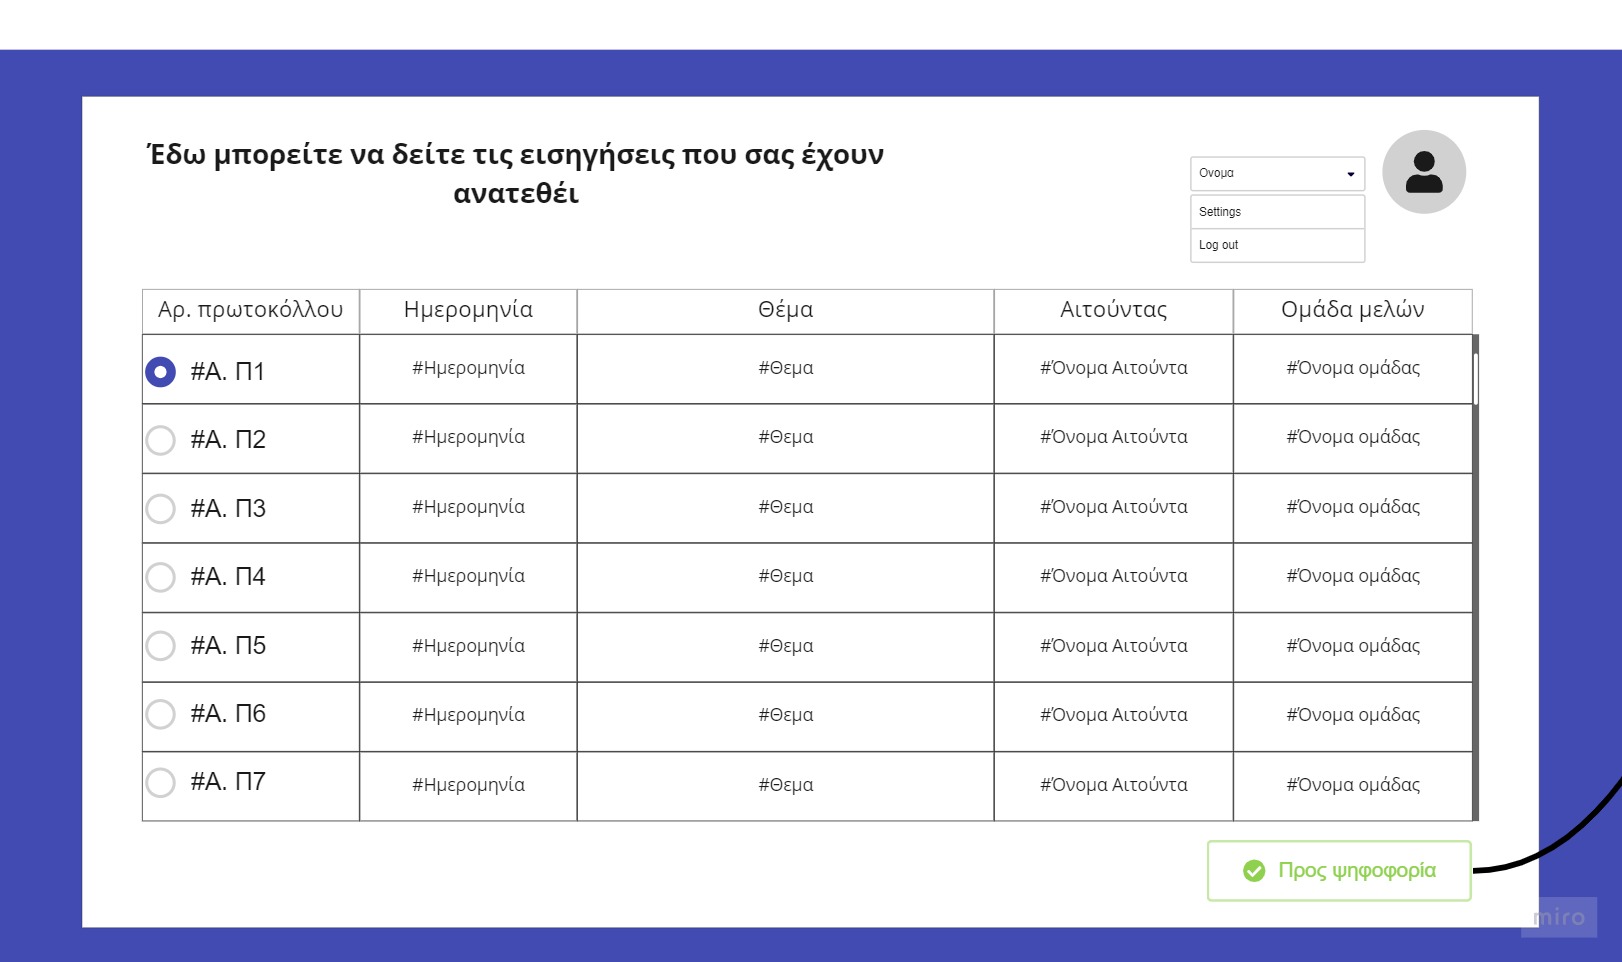 Έδω μπορείτε να δείτε τις εισηγήσεις που σας έχουν
ανατεθέι
Ονομα
Settings
Log out
Αρ. πρωτοκόλλου Ημερομηνία Θέμα Αιτούντας Ομάδα μελών
#Α. Π1 #Ημερομηνία #Θεμα #Όνομα Αιτούντα #Όνομα ομάδας
#Α. Π2 #Ημερομηνία #Θεμα #Όνομα Αιτούντα #Όνομα ομάδας
#Α. Π3 #Ημερομηνία #Θεμα #Όνομα Αιτούντα #Όνομα ομάδας
#Α. Π4 #Ημερομηνία #Θεμα #Όνομα Αιτούντα #Όνομα ομάδας
#Α. Π5 #Ημερομηνία #Θεμα #Όνομα Αιτούντα #Όνομα ομάδας
#Α. Π6 #Ημερομηνία #Θεμα #Όνομα Αιτούντα #Όνομα ομάδας
#Α. Π7 #Ημερομηνία #Θεμα #Όνομα Αιτούντα #Όνομα ομάδας
Προς ψηφοφορία
miro